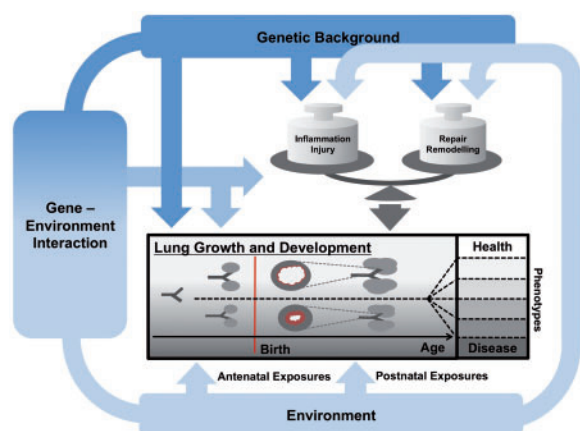 Genetic Background
Inflammation
Injury
Repair
Remodelling
Gene –
Environment
Interaction
Lung Growth and Development
Health
Phenotypes
Birth
Age
Disease
Antenatal Exposures
Postnatal Exposures
Environment